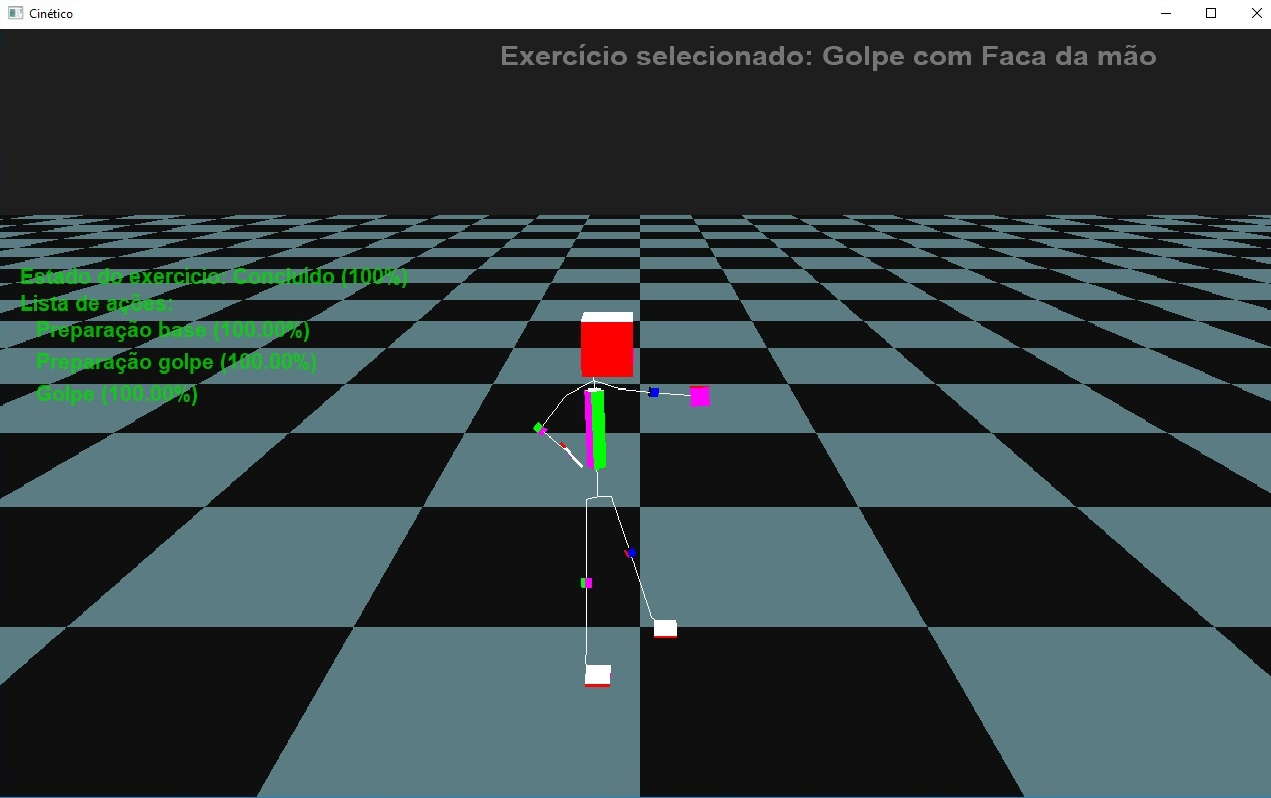 Cinético
Exercício selecionado: Golpe com Faca da mão
Estado do exercício: Concluído (100%)
Lista de ações:
Preparação base (100.00%)
Preparação golpe (100.00%)
Golpe (100.00%)